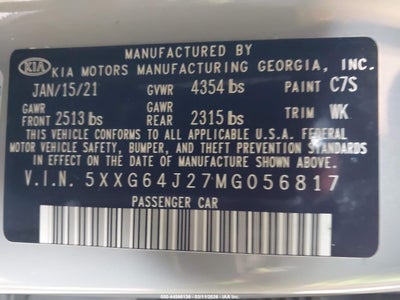 MANUFACTURED BY
KIA KIA MOTORS MANUFACTURING GEORGIA, INC.
JAN/15/21 GVWR 4354 lbs PAINT C7S
GAWR GAWR
FRONT 2513 lbs REAR 2315 lbs TRIM WK
THIS VEHICLE CONFORMS TO ALL APPLICABLE U.S. FEDERAL
MOTOR VEHICLE SAFETY, BUMPER, AND THEFT PREVENTION
STANDARDS IN EFFECT ON THE DATE OF MANUFACTURE SHOWN ABOVE.
V.I.N. 5XXG64J27MG056817
PASSENGER CAR